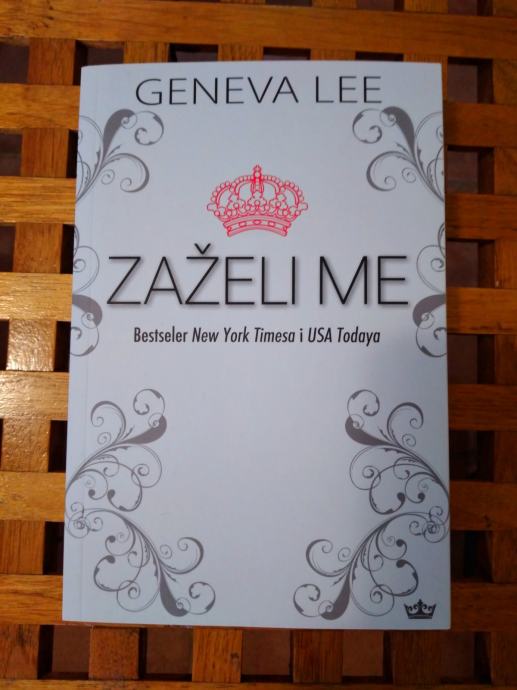 GENEVA LEE
ZAŽELI ME
Bestseler New York Timesa i USA Todaya